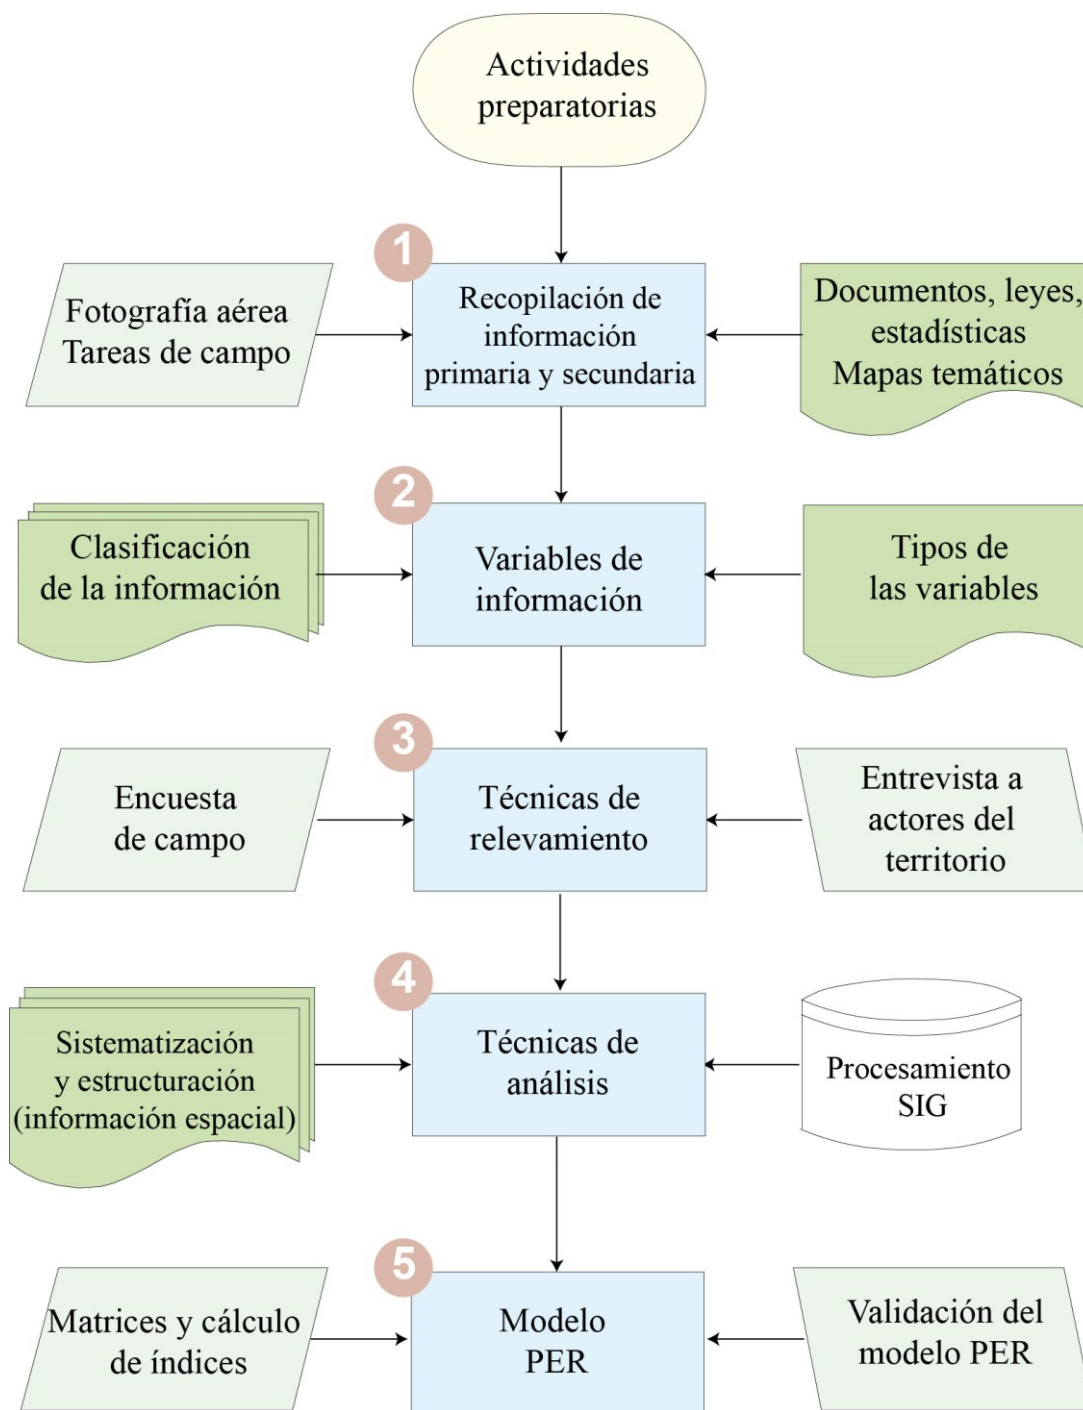 Actividades
preparatorias
1
Fotografía aérea
Tareas de campo
Recopilación de
información
primaria y secundaria
Documentos, leyes,
estadísticas
Mapas temáticos
2
Clasificación
de la información
Variables de
información
Tipos de
las variables
3
Encuesta
de campo
Técnicas de
relevamiento
Entrevista a
actores del
territorio
4
Sistematización
y estructuración
(información espacial)
Técnicas de
análisis
Procesamiento
SIG
5
Matrices y cálculo
de índices
Modelo
PER
Validación del
modelo PER